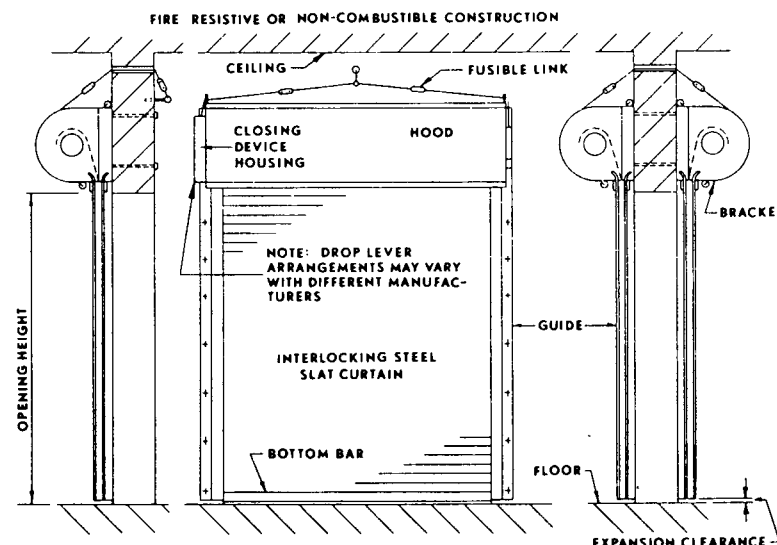 FIRE RESISTIVE OR NON-COMBUSTIBLE CONSTRUCTION
CEILING
FUSIBLE LINK
CLOSING
DEVICE
HOUSING
HOOD
BRACKE
NOTE: DROP LEVER
ARRANGEMENTS MAY VARY
WITH DIFFERENT MANUFAC-
TURERS
OPENING HEIGHT
GUIDE
INTERLOCKING STEEL
SLAT CURTAIN
BOTTOM BAR
FLOOR
EXPANSION CLEARANCE